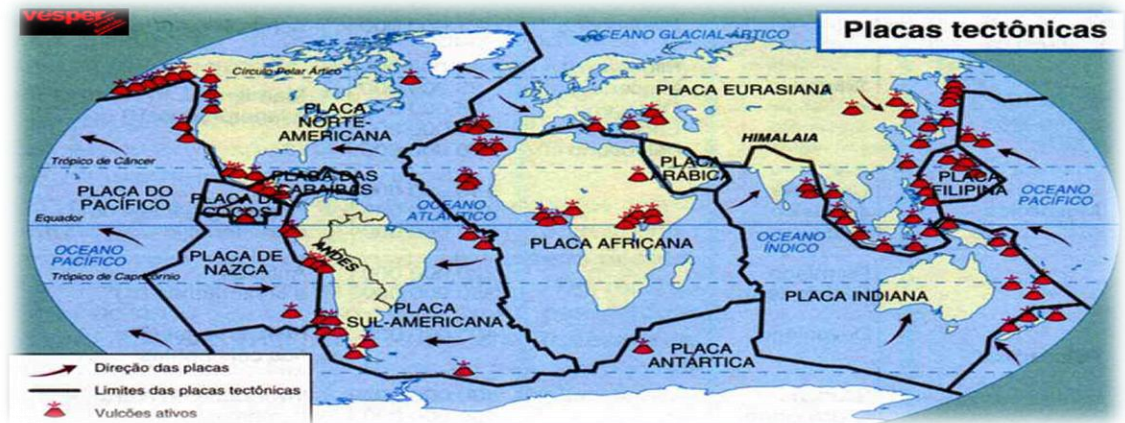 vesper
Placas tectônicas
OCEANO GLACIAL ÁRTICO
Círculo Polar Ártico
PLACA EURASIANA
PLACA
NORTE-
AMERICANA
HIMALAIA
Trópico de Câncer
PLACA
ARÁBICA
PLACA DAS
CARAÍBAS
PLACA
FILIPINA
PLACA DO
PACÍFICO
PLACA DE
COCOS
OCEANO
ATLÂNTICO
OCEANO
PACÍFICO
Equador
PLACA AFRICANA
OCEANO
ÍNDICO
OCEANO
PACÍFICO
ANDES
PLACA DE
NAZCA
Trópico de Capricórnio
PLACA
SUL-AMERICANA
PLACA INDIANA
PLACA
ANTÁRTICA
Direção das placas
Limites das placas tectônicas
Vulcões ativos